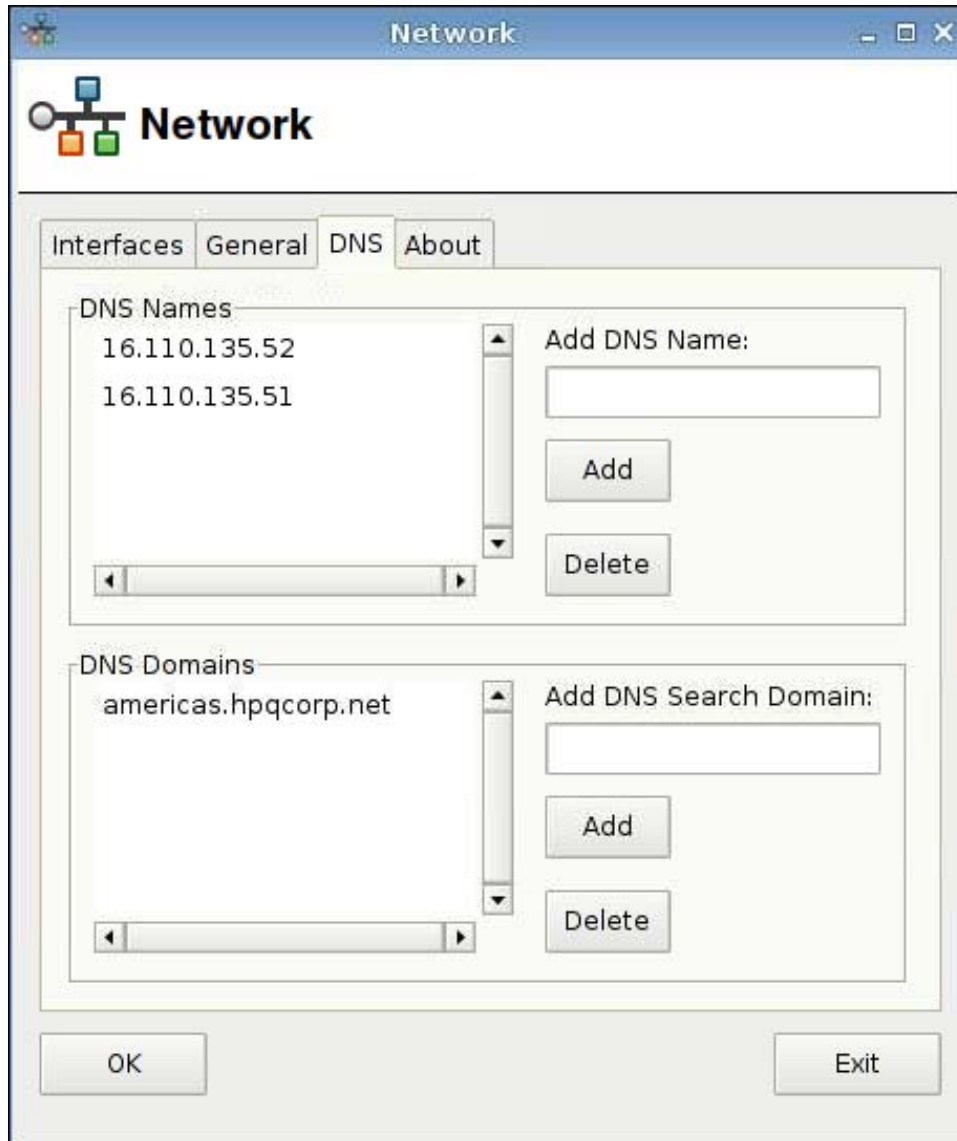 Network
Network
Interfaces General DNS About
DNS Names
16.110.135.52
16.110.135.51
Add DNS Name:
Add
Delete
DNS Domains
americas.hpqcorp.net
Add DNS Search Domain:
Add
Delete
OK
Exit